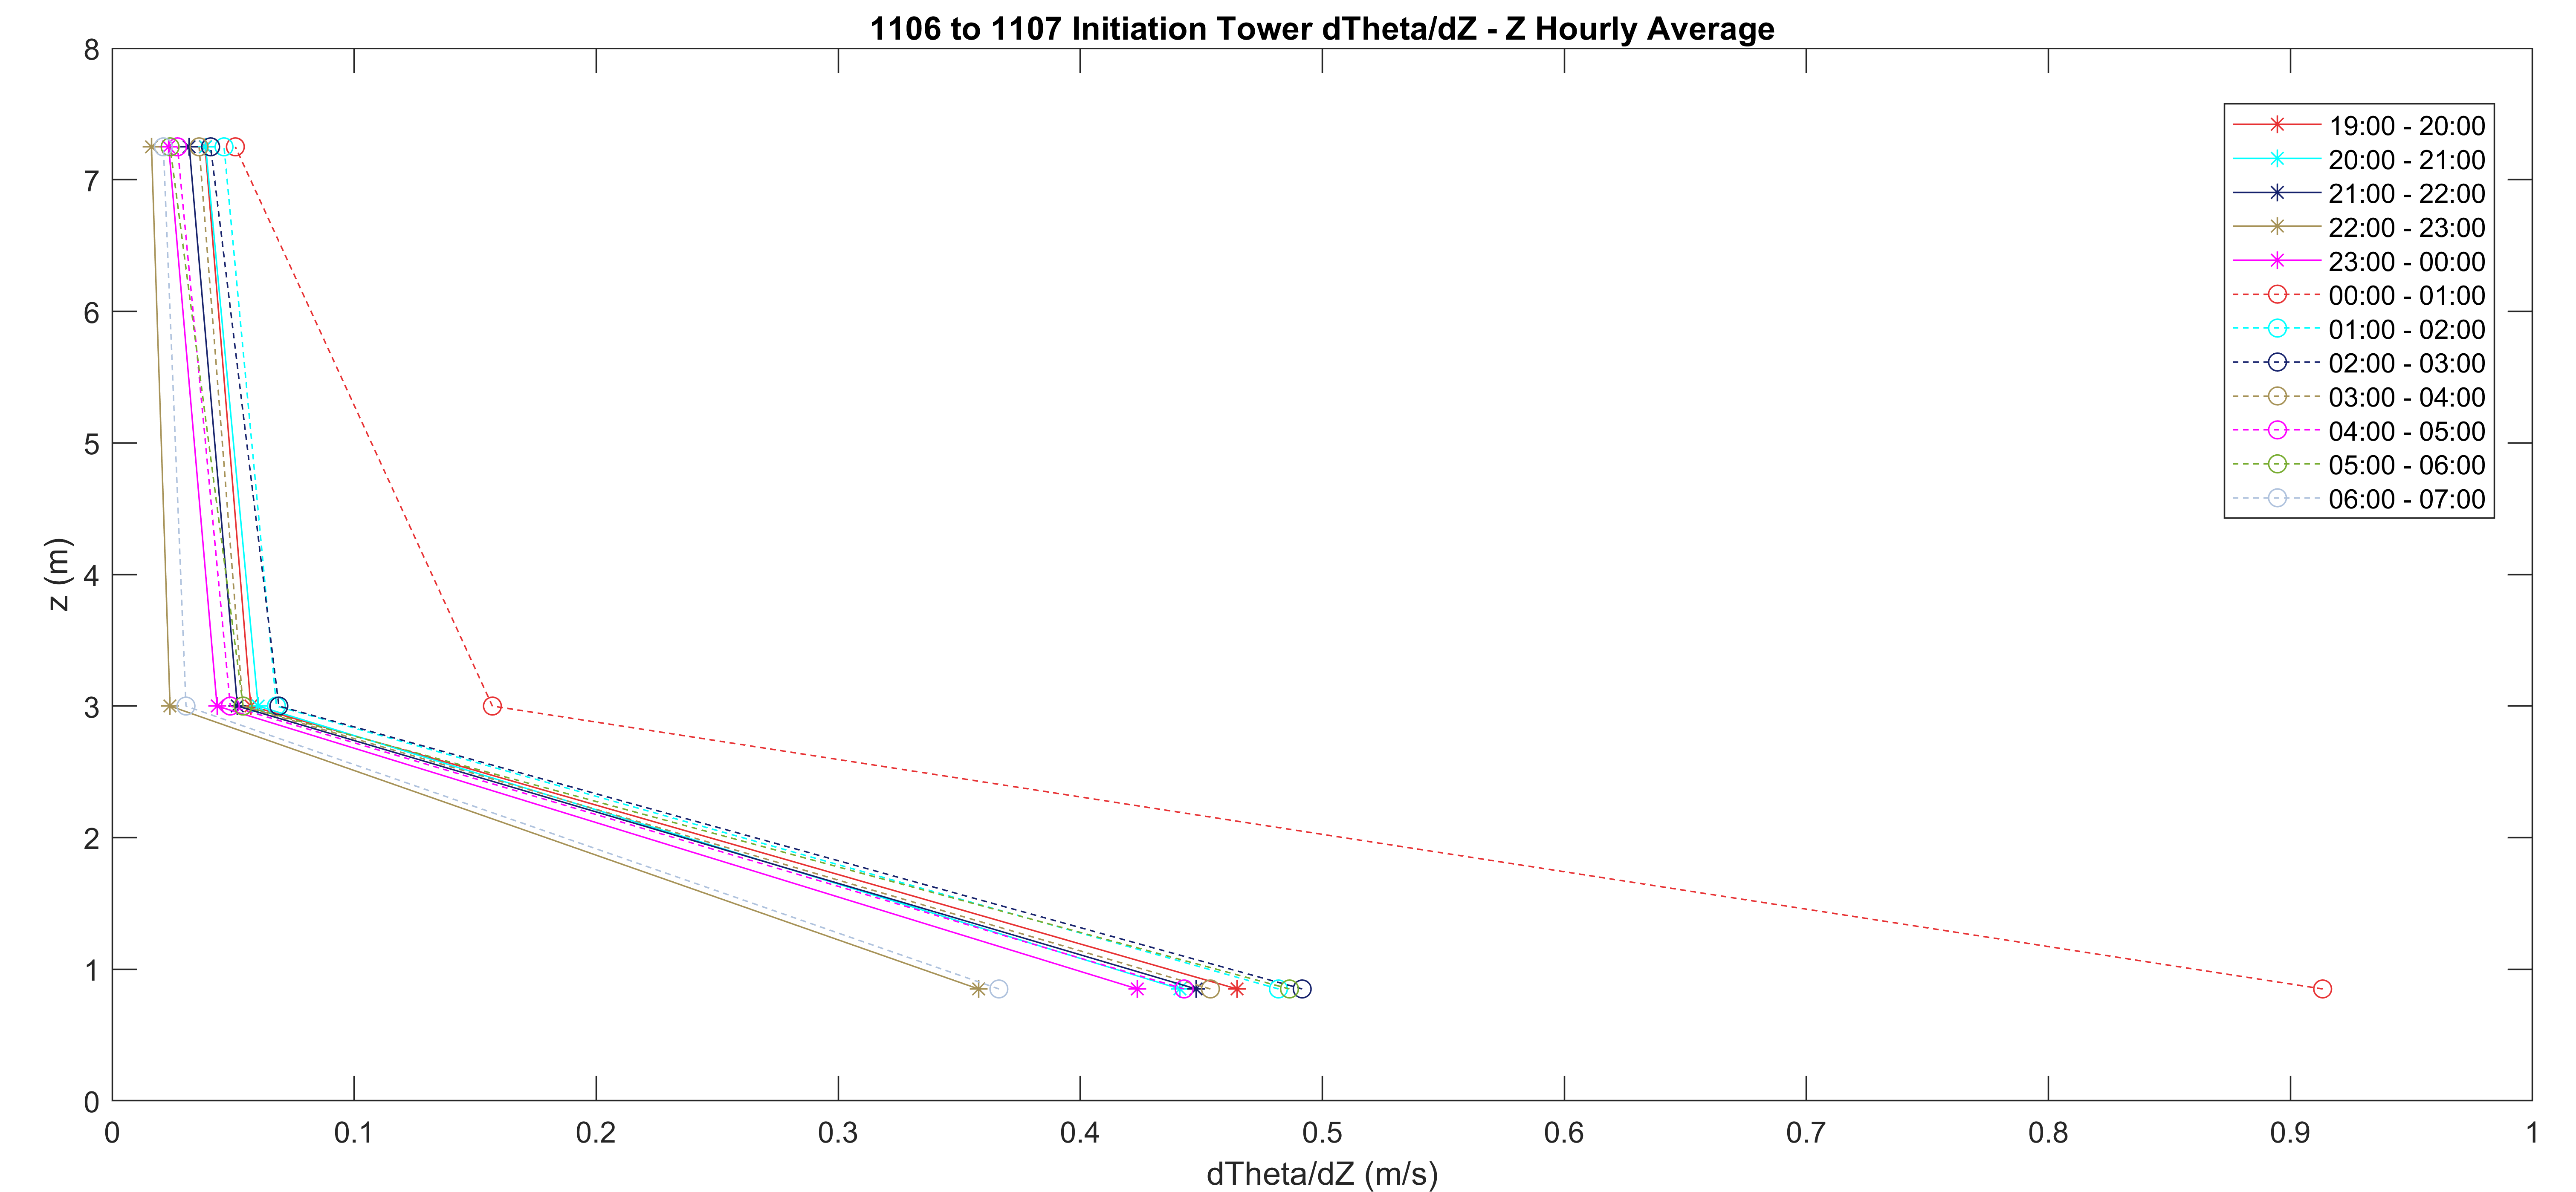 1106 to 1107 Initiation Tower dTheta/dZ - Z Hourly Average
8
7
6
5
4
3
2
1
0
z (m)
19:00 - 20:00
20:00 - 21:00
21:00 - 22:00
22:00 - 23:00
23:00 - 00:00
00:00 - 01:00
01:00 - 02:00
02:00 - 03:00
03:00 - 04:00
04:00 - 05:00
05:00 - 06:00
06:00 - 07:00
0 0.1 0.2 0.3 0.4 0.5 0.6 0.7 0.8 0.9 1
dTheta/dZ (m/s)